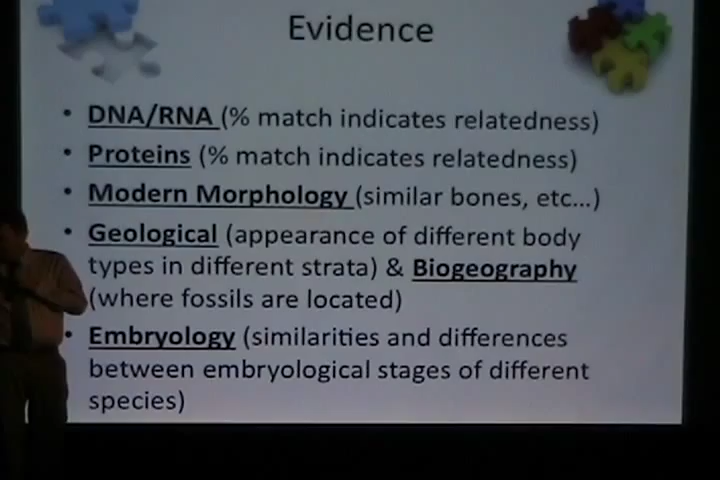 Evidence
• DNA/RNA (% match indicates relatedness)
• Proteins (% match indicates relatedness)
• Modern Morphology (similar bones, etc...)
• Geological (appearance of different body
types in different strata) & Biogeography
(where fossils are located)
• Embryology (similarities and differences
between embryological stages of different
species)